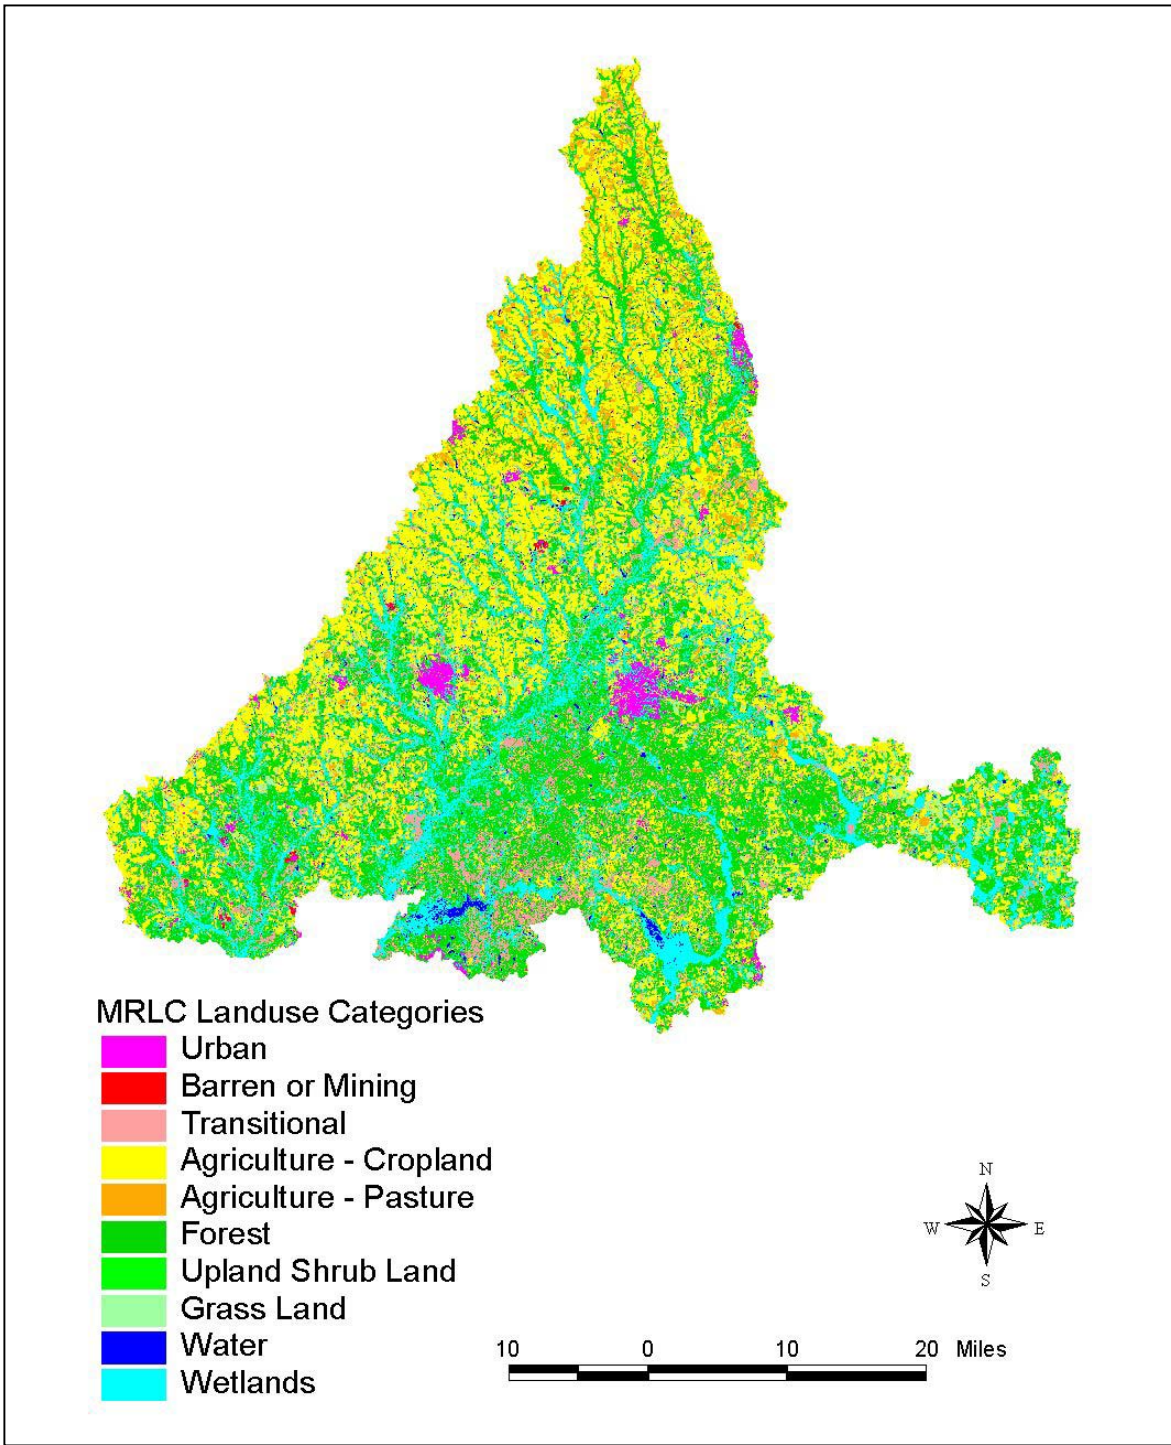 MRLC Landuse Categories
Urban
Barren or Mining
Transitional
Agriculture - Cropland
Agriculture - Pasture
Forest
Upland Shrub Land
Grass Land
Water
Wetlands
N
W E
S
10 0 10 20 Miles